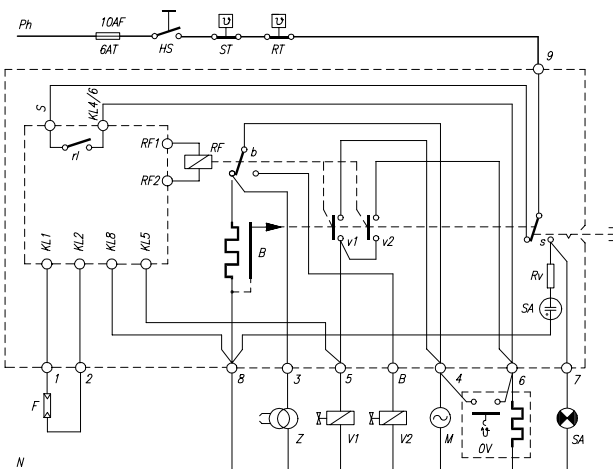 Ph
10AF
6AT
HS
ST
RT
9
S
KL4/6
rl
RF1
RF
RF2
b
KL1
KL2
KL8
KL5
B
v1
v2
s
Rv
SA
1
2
8
3
5
B
4
6
7
F
Z
V1
V2
M
ϑ
OV
SA
N